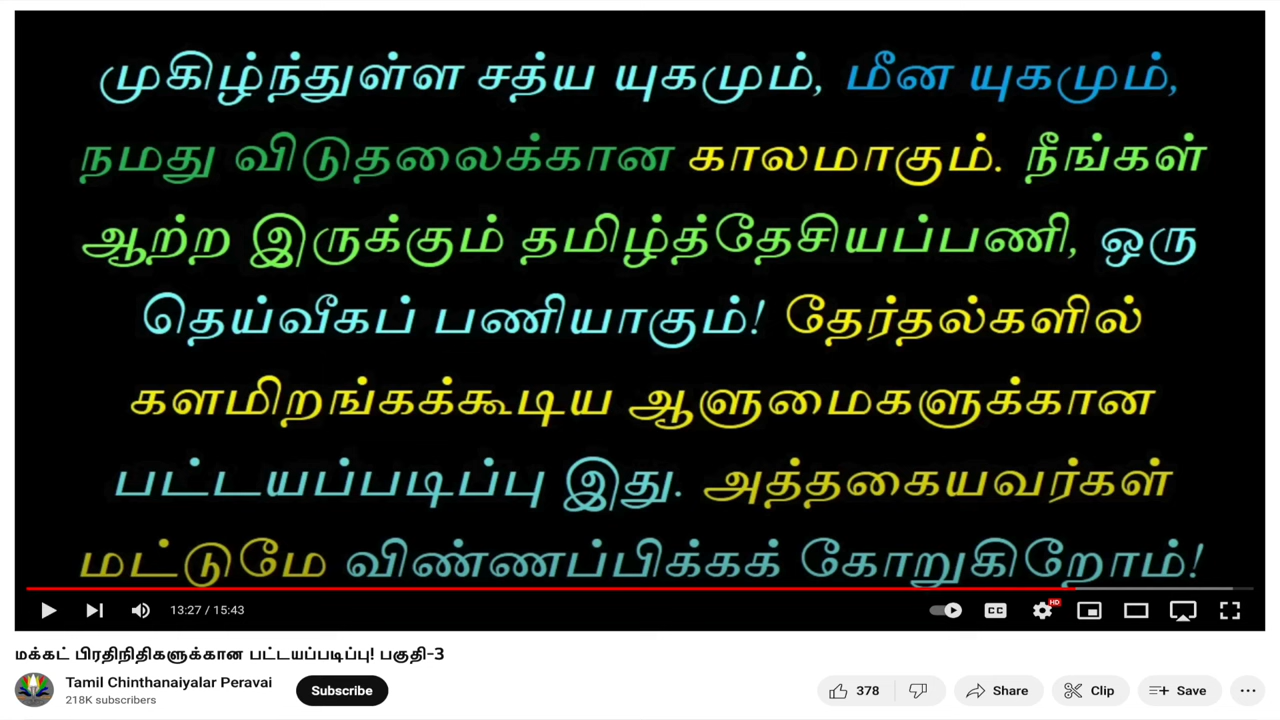 முகிழ்ந்துள்ள சத்ய யுகமும், மீன யுகமும்,
நமது விடுதலைக்கான காலமாகும். நீங்கள்
ஆற்ற இருக்கும் தமிழ்த்தேசியப்பணி, ஒரு
தெய்வீகப் பணியாகும்! தேர்தல்களில்
களமிறங்கக்கூடிய ஆளுமைகளுக்கான
பட்டயப்படிப்பு இது. அத்தகையவர்கள்
மட்டுமே விண்ணப்பிக்கக் கோறுகிறோம்!
13:27 / 15:43 CC HD
மக்கட் பிரதிநிதிகளுக்கான பட்டயப்படிப்பு! பகுதி-3
Tamil Chinthanaiyalar Peravai
218K subscribers
Subscribe
378 Share Clip Save